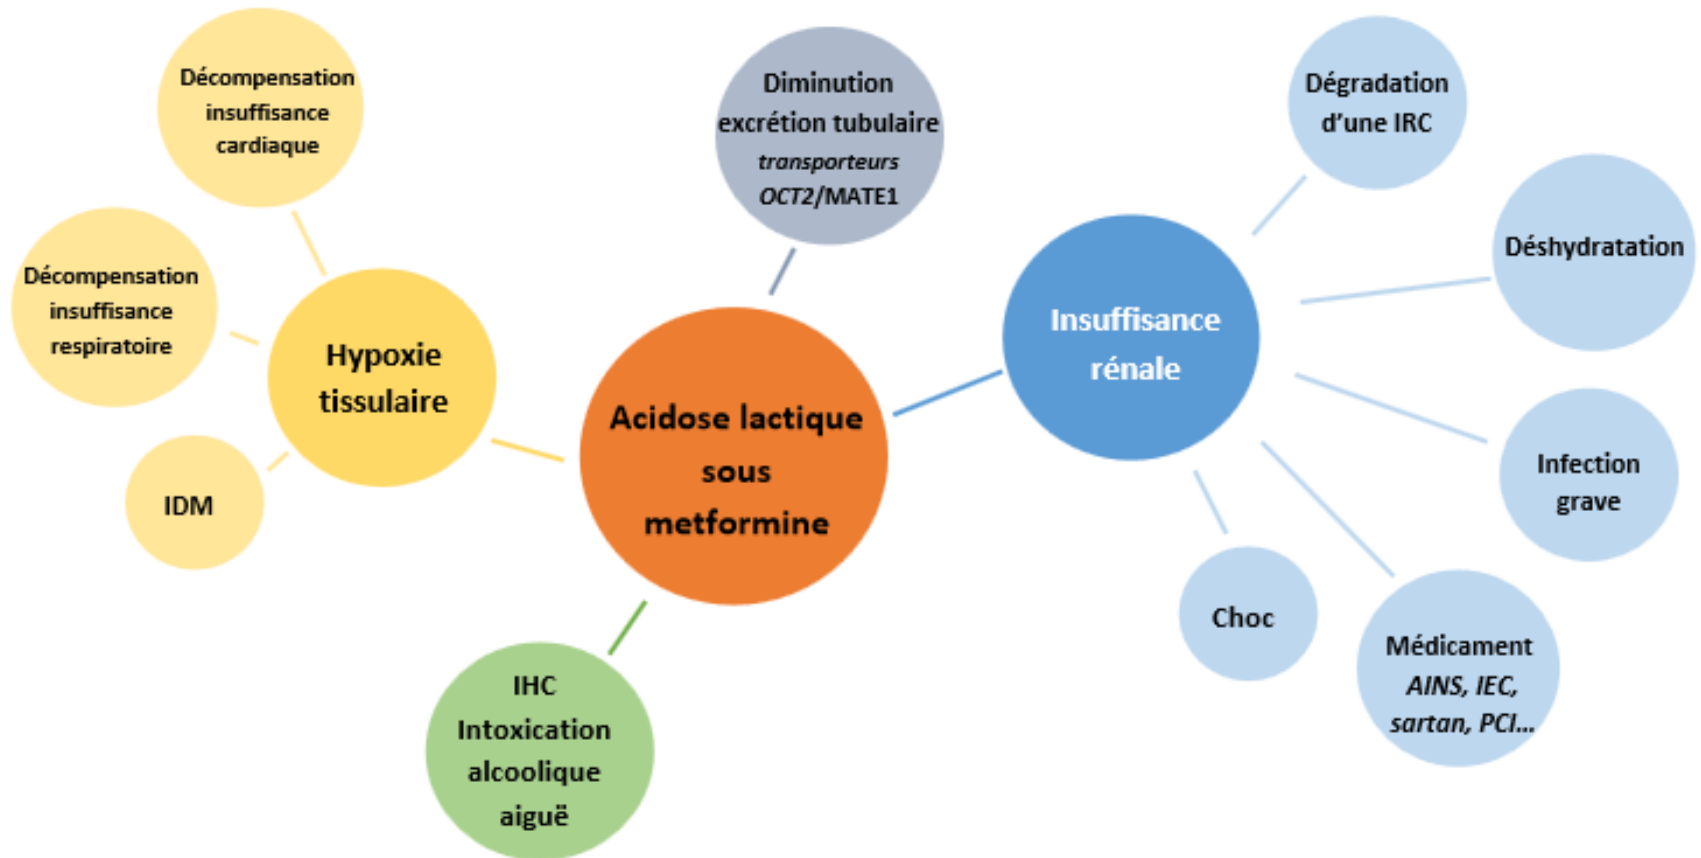 Décompensation
insuffisance
cardiaque
Décompensation
insuffisance
respiratoire
IDM
Hypoxie
tissulaire
Diminution
excrétion tubulaire
transporteurs
OCT2/MATE1
Acidose lactique
sous
metformine
IHC
Intoxication
alcoolique
aiguë
Insuffisance
rénale
Dégradation
d’une IRC
Déshydratation
Infection
grave
Médicament
AINS, IEC,
sartan, PCI...
Choc